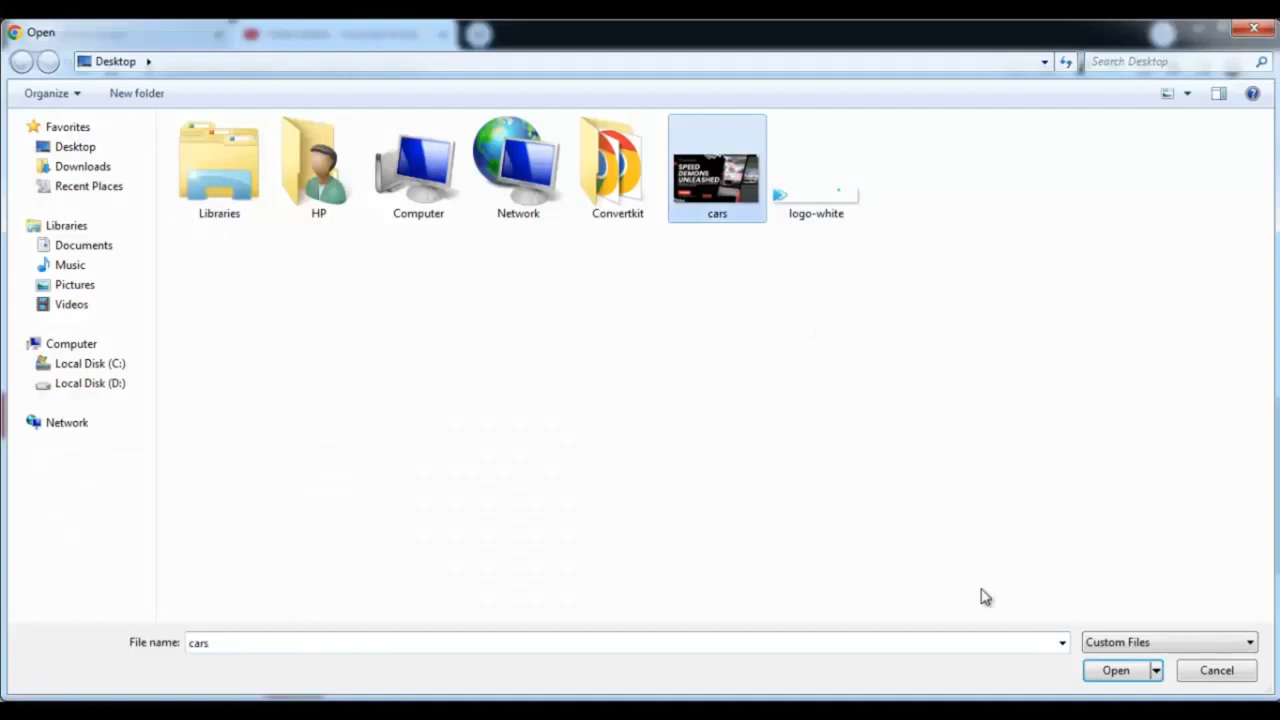 Open
Desktop
Search Desktop
Organize
New folder
Favorites
Desktop
Downloads
Recent Places
Libraries
Documents
Music
Pictures
Videos
Computer
Local Disk (C:)
Local Disk (D:)
Network
Libraries
HP
Computer
Network
Convertkit
SPEED
DEMONS
UNLEASHED
cars
logo-white
File name:
cars
Custom Files
Open
Cancel